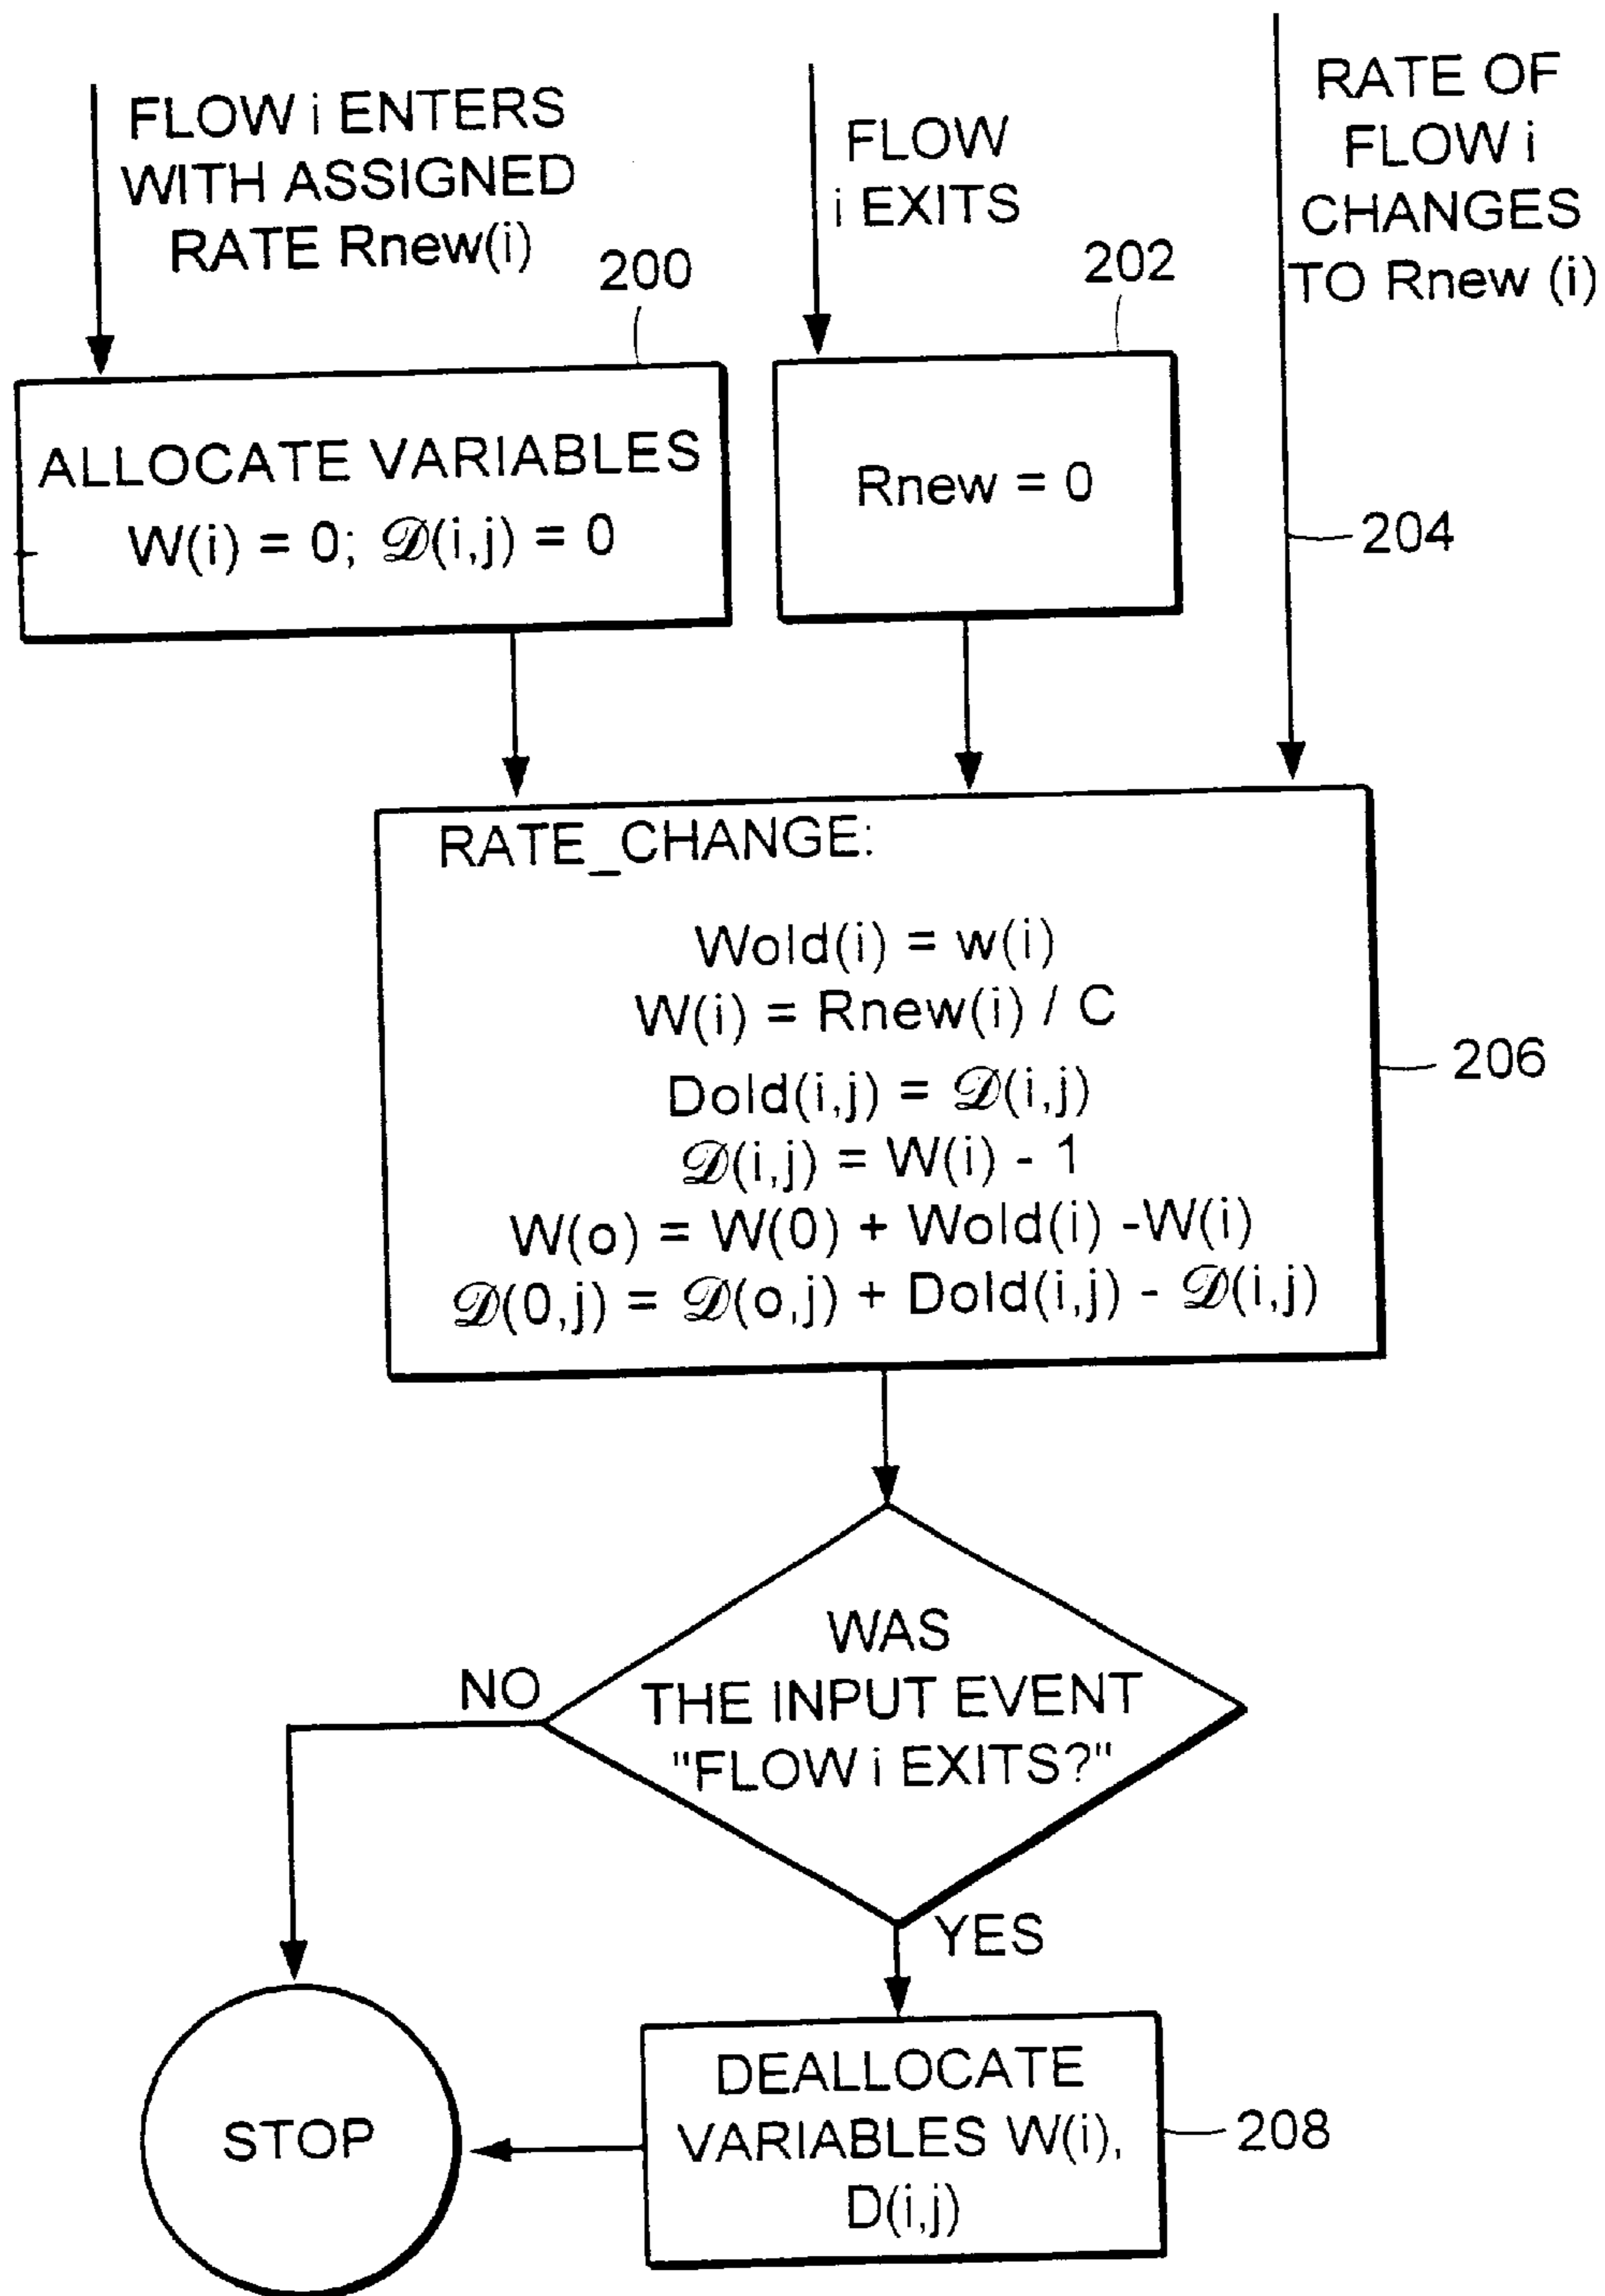 FLOW i ENTERS
WITH ASSIGNED
RATE Rnew(i)
200
FLOW
i EXITS
202
RATE OF
FLOW i
CHANGES
TO Rnew (i)
ALLOCATE VARIABLES
W(i) = 0; 𝒟(i,j) = 0
Rnew = 0
204
RATE_CHANGE:
Wold(i) = w(i)
W(i) = Rnew(i) / C
Dold(i,j) = 𝒟(i,j)
𝒟(i,j) = W(i) - 1
W(o) = W(0) + Wold(i) -W(i)
𝒟(0,j) = 𝒟(o,j) + Dold(i,j) - 𝒟(i,j)
206
WAS
THE INPUT EVENT
"FLOW i EXITS?"
NO
YES
STOP
DEALLOCATE
VARIABLES W(i),
D(i,j)
208